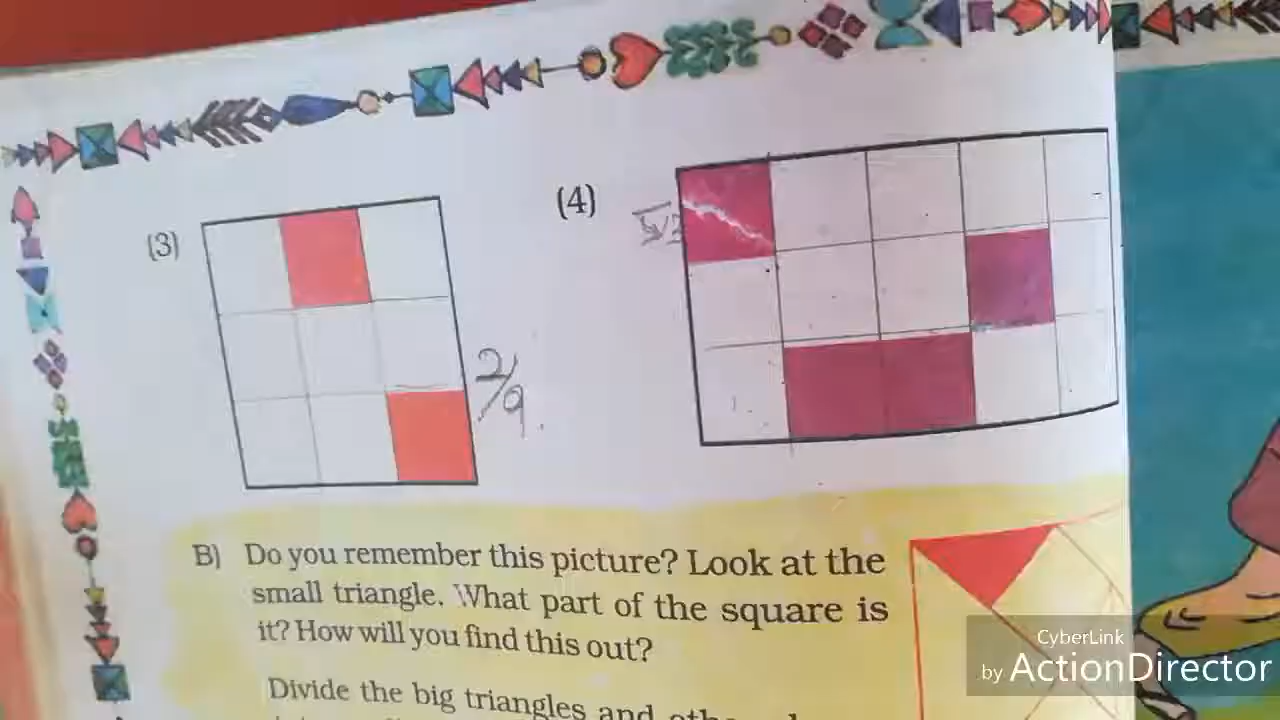 (3)
(4)
2/9.
B) Do you remember this picture? Look at the
small triangle. What part of the square is
it? How will you find this out?
Divide the big triangles and
CyberLink
by ActionDirector